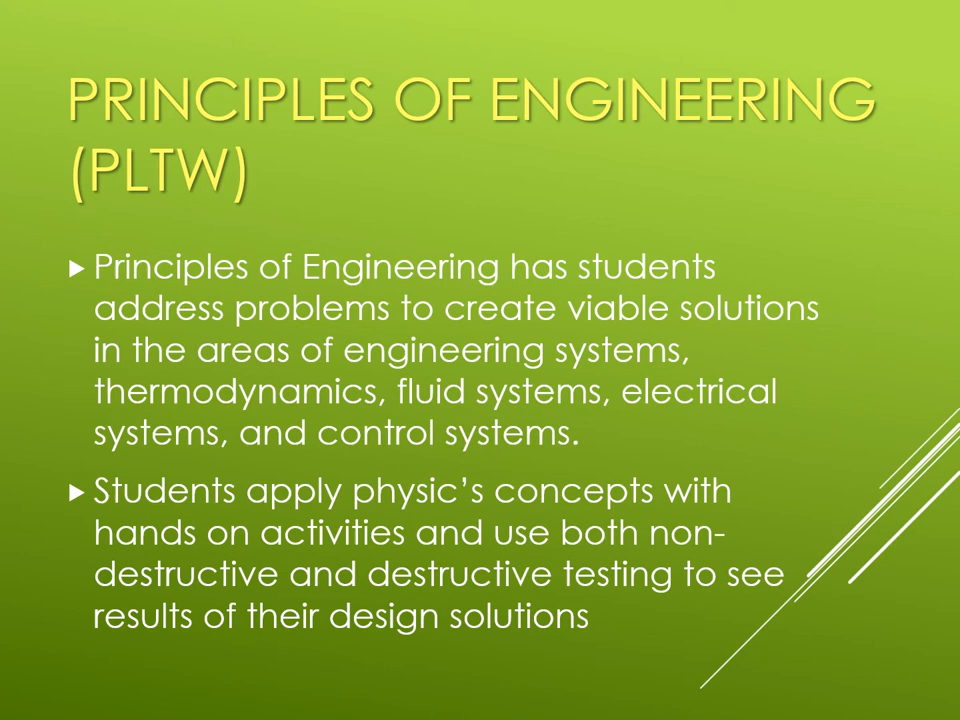 PRINCIPLES OF ENGINEERING
(PLTW)
Principles of Engineering has students
address problems to create viable solutions
in the areas of engineering systems,
thermodynamics, fluid systems, electrical
systems, and control systems.
Students apply physic’s concepts with
hands on activities and use both non-
destructive and destructive testing to see
results of their design solutions